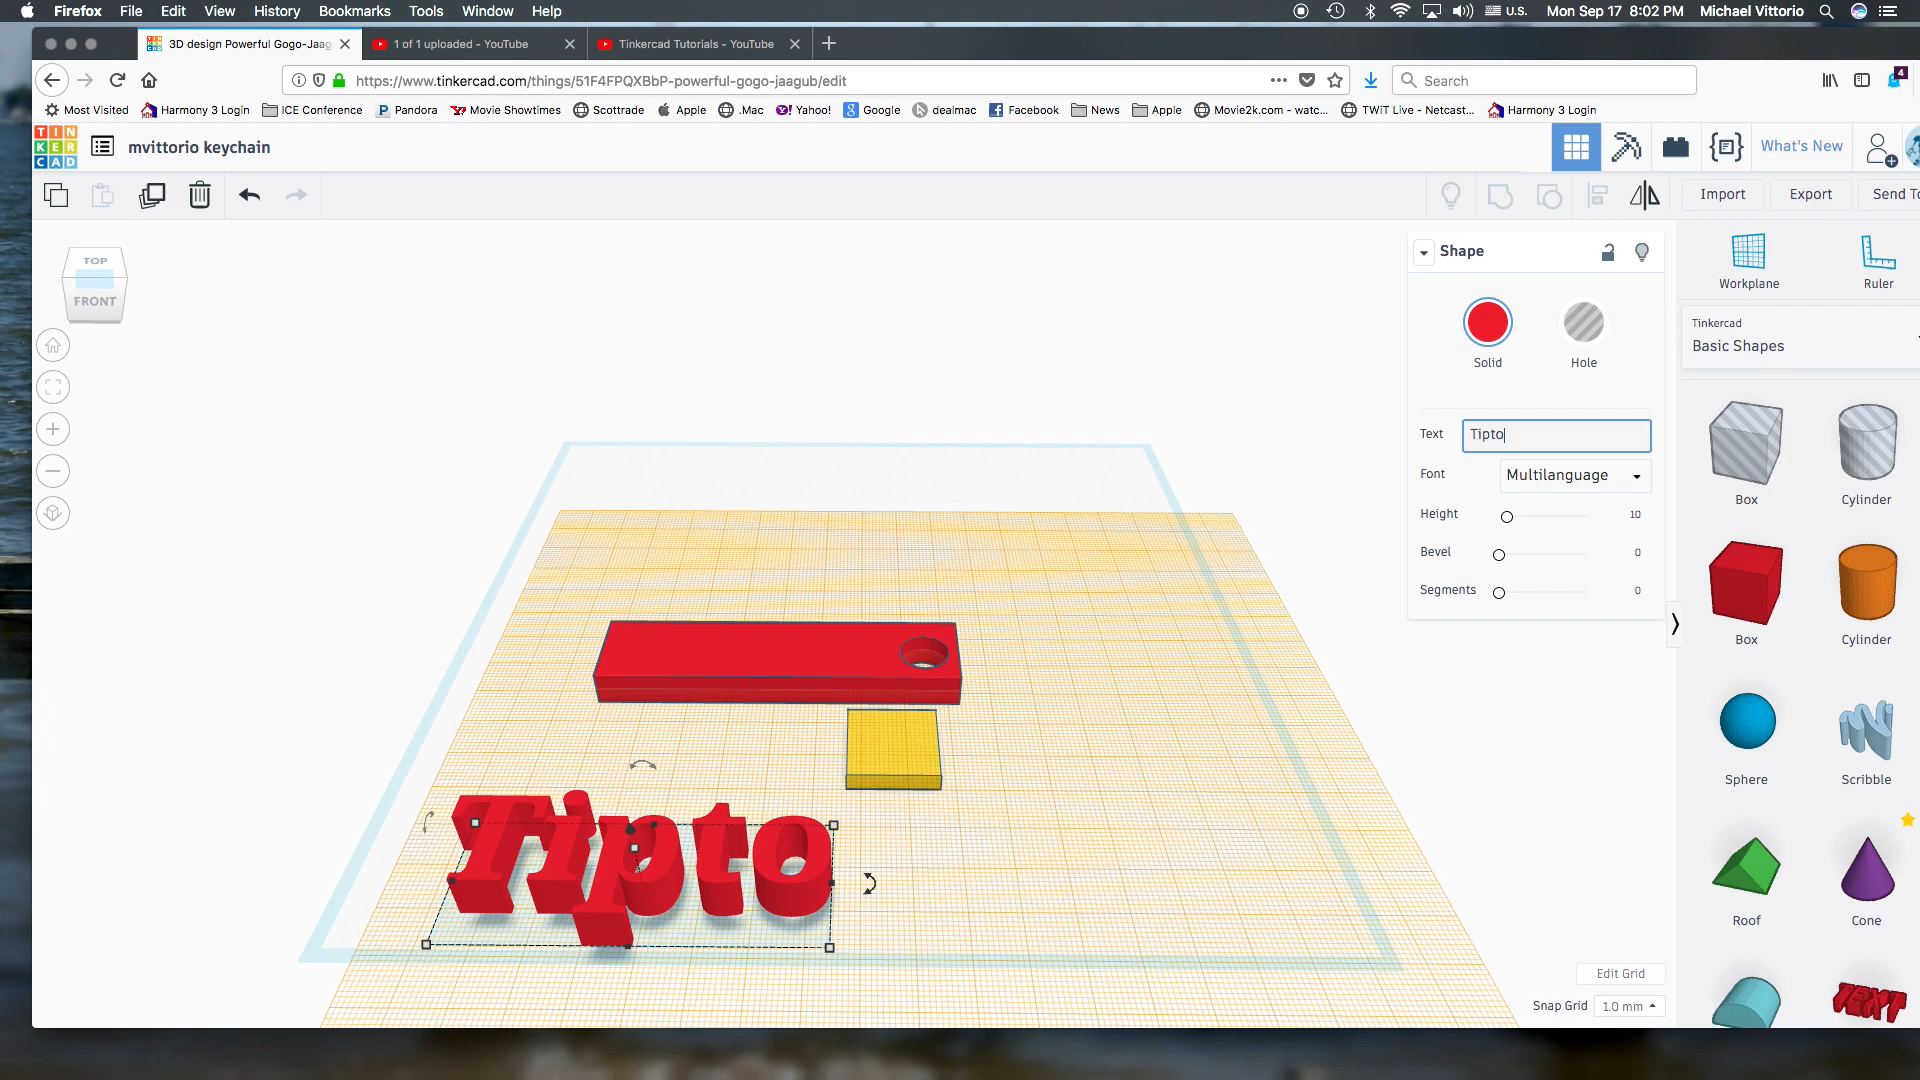 Firefox File Edit View History Bookmarks Tools Window Help U.S. Mon Sep 17 8:02 PM Michael Vittorio
3D design Powerful Gogo-Jaag 1 of 1 uploaded - YouTube Tinkercad Tutorials - YouTube
https://www.tinkercad.com/things/51F4FPQXBbP-powerful-gogo-jaagub/edit Search 4
Most Visited Harmony 3 Login ICE Conference Pandora Movie Showtimes Scottrade Apple .Mac Yahoo! Google dealmac Facebook News Apple Movie2k.com - watc... TWiT Live - Netcast... Harmony 3 Login
TIN
KER
CAD
mvittorio keychain What's New
Import Export Send To
TOP
FRONT
Shape
Solid Hole
Text Tipto
Font Multilanguage
Height 10
Bevel 0
Segments 0
Workplane Ruler
Tinkercad
Basic Shapes
Box Cylinder
Box Cylinder
Sphere Scribble
Roof Cone
TEXT
Tipto
Edit Grid
Snap Grid 1.0 mm